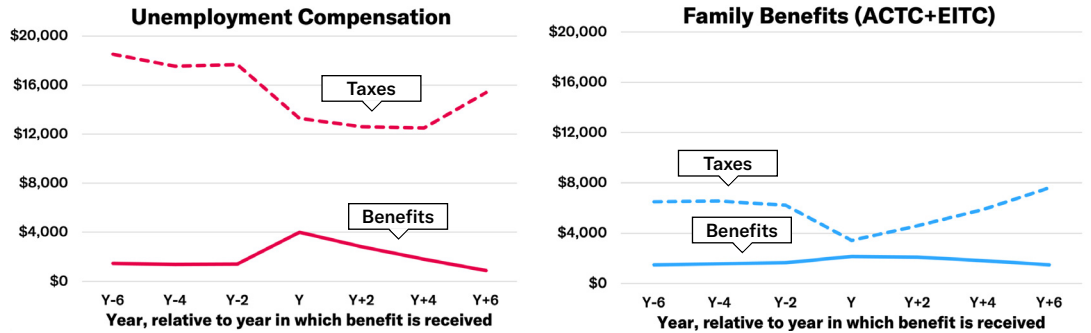 Unemployment Compensation
$20,000
$16,000
$12,000
$8,000
$4,000
$0
Taxes
Benefits
Y-6 Y-4 Y-2 Y Y+2 Y+4 Y+6
Year, relative to year in which benefit is received
Family Benefits (ACTC+EITC)
$20,000
$16,000
$12,000
$8,000
$4,000
$0
Taxes
Benefits
Y-6 Y-4 Y-2 Y Y+2 Y+4 Y+6
Year, relative to year in which benefit is received